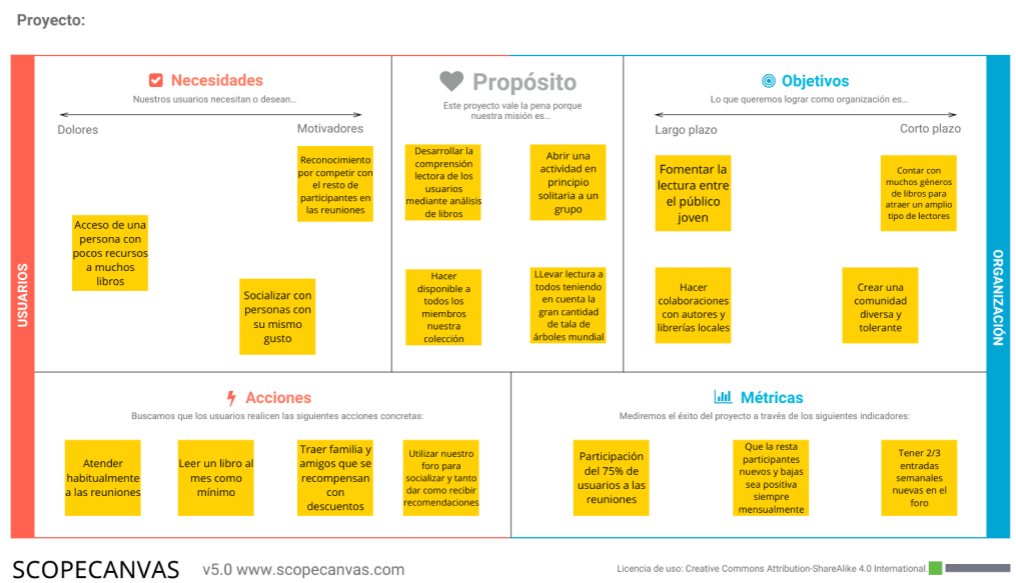 Proyecto:
USUARIOS
Necesidades
Nuestros usuarios necesitan o desean...
Dolores
Motivadores
Reconocimiento
por competir con
el resto de
participantes en
las reuniones
Acceso de una
persona con
pocos recursos
a muchos
libros
Socializar con
personas con
su mismo
gusto
Propósito
Este proyecto vale la pena porque
nuestra misión es...
Desarrollar la
comprensión
lectora de los
usuarios
mediante análisis
de libros
Abrir una
actividad en
principio
solitaria a un
grupo
Hacer
disponible a
todos los
miembros
nuestra
colección
LLevar lectura a
todos teniendo
en cuenta la
gran cantidad
de tala de
árboles mundial
Objetivos
Lo que queremos lograr como organización es...
Largo plazo
Corto plazo
Fomentar la
lectura entre
el público
joven
Contar con
muchos géneros
de libros para
atraer un amplio
tipo de lectores
Hacer
colaboraciones
con autores y
librerías locales
Crear una
comunidad
diversa y
tolerante
ORGANIZACIÓN
Acciones
Buscamos que los usuarios realicen las siguientes acciones concretas:
Atender
habitualmente
a las reuniones
Leer un libro al
mes como
mínimo
Traer familia y
amigos que se
recompensan
con
descuentos
Utilizar nuestro
foro para
socializar y tanto
dar como recibir
recomendaciones
Métricas
Mediremos el éxito del proyecto a través de los siguientes indicadores:
Participación
del 75% de
usuarios a las
reuniones
Que la resta
participantes
nuevos y bajas
sea positiva
siempre
mensualmente
Tener 2/3
entradas
semanales
nuevas en el
foro
SCOPECANVAS v5.0 www.scopecanvas.com
Licencia de uso: Creative Commons Attribution-ShareAlike 4.0 International.